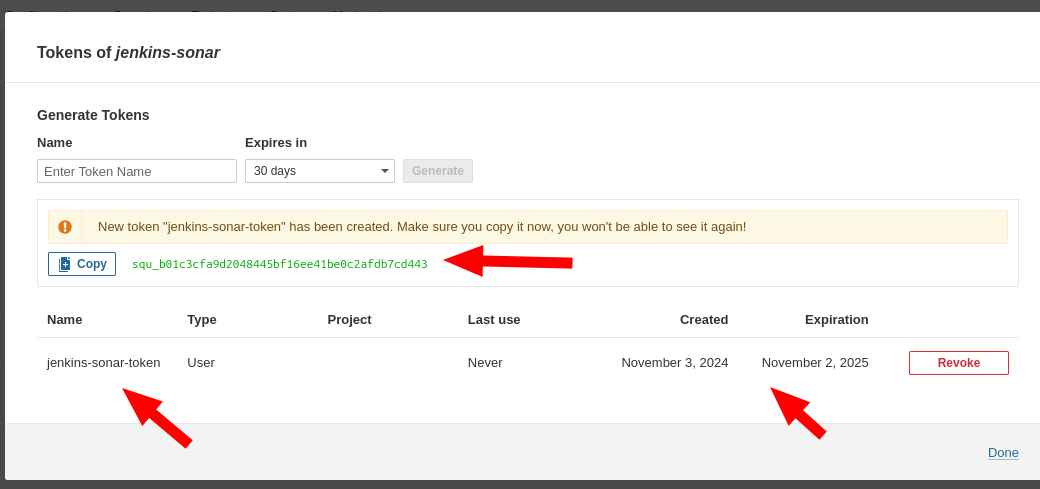 Tokens of jenkins-sonar
Generate Tokens
Name Expires in
Enter Token Name 30 days Generate
New token "jenkins-sonar-token" has been created. Make sure you copy it now, you won't be able to see it again!
Copy squ_b01c3cfa9d2048445bf16ee41be0c2afdb7cd443
Name Type Project Last use Created Expiration
jenkins-sonar-token User Never November 3, 2024 November 2, 2025 Revoke
Done